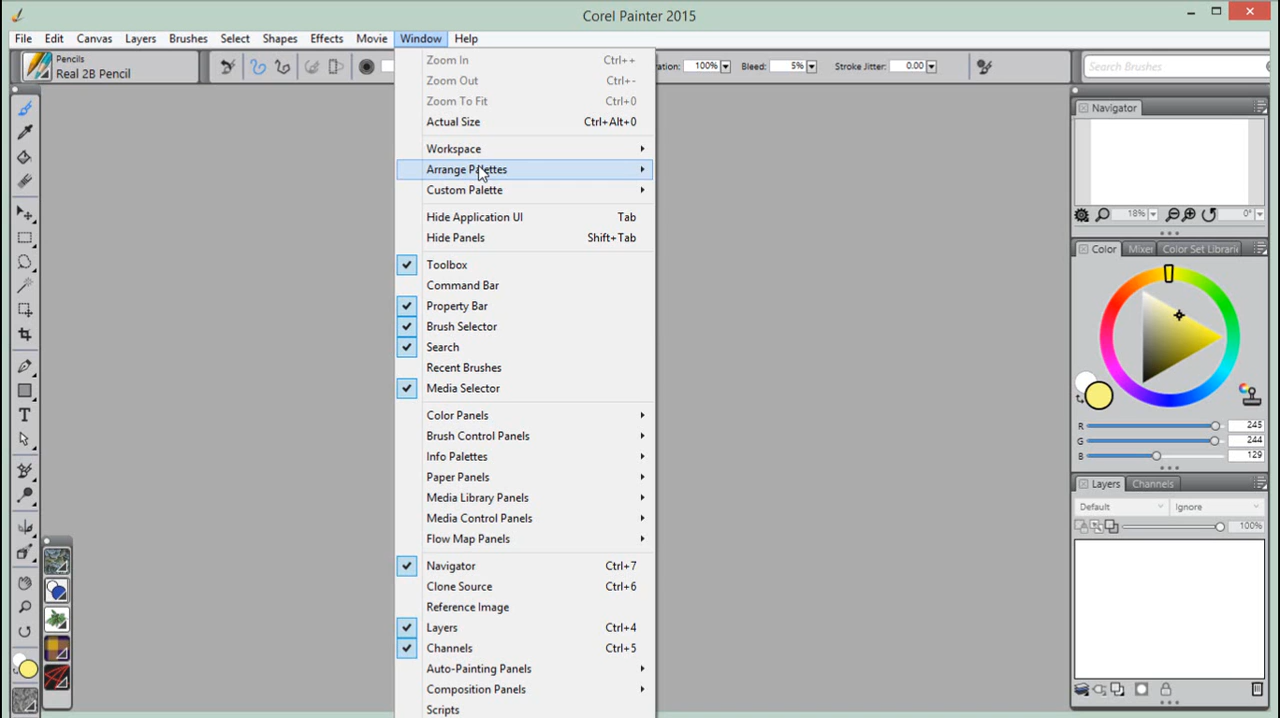 Corel Painter 2015
File Edit Canvas Layers Brushes Select Shapes Effects Movie Window Help
Pencils
Real 2B Pencil
ration: 100% Bleed: 5% Stroke Jitter: 0.00
Search Brushes
Zoom In Ctrl++
Zoom Out Ctrl+-
Zoom To Fit Ctrl+0
Actual Size Ctrl+Alt+0
Workspace
Arrange Palettes
Custom Palette
Hide Application UI Tab
Hide Panels Shift+Tab
Toolbox
Command Bar
Property Bar
Brush Selector
Search
Recent Brushes
Media Selector
Color Panels
Brush Control Panels
Info Palettes
Paper Panels
Media Library Panels
Media Control Panels
Flow Map Panels
Navigator Ctrl+7
Clone Source Ctrl+6
Reference Image
Layers Ctrl+4
Channels Ctrl+5
Auto-Painting Panels
Composition Panels
Scripts
Navigator
18% 0°
Color Mixer Color Set Librari
R 245
G 244
B 129
Layers Channels
Default Ignore
100%
T